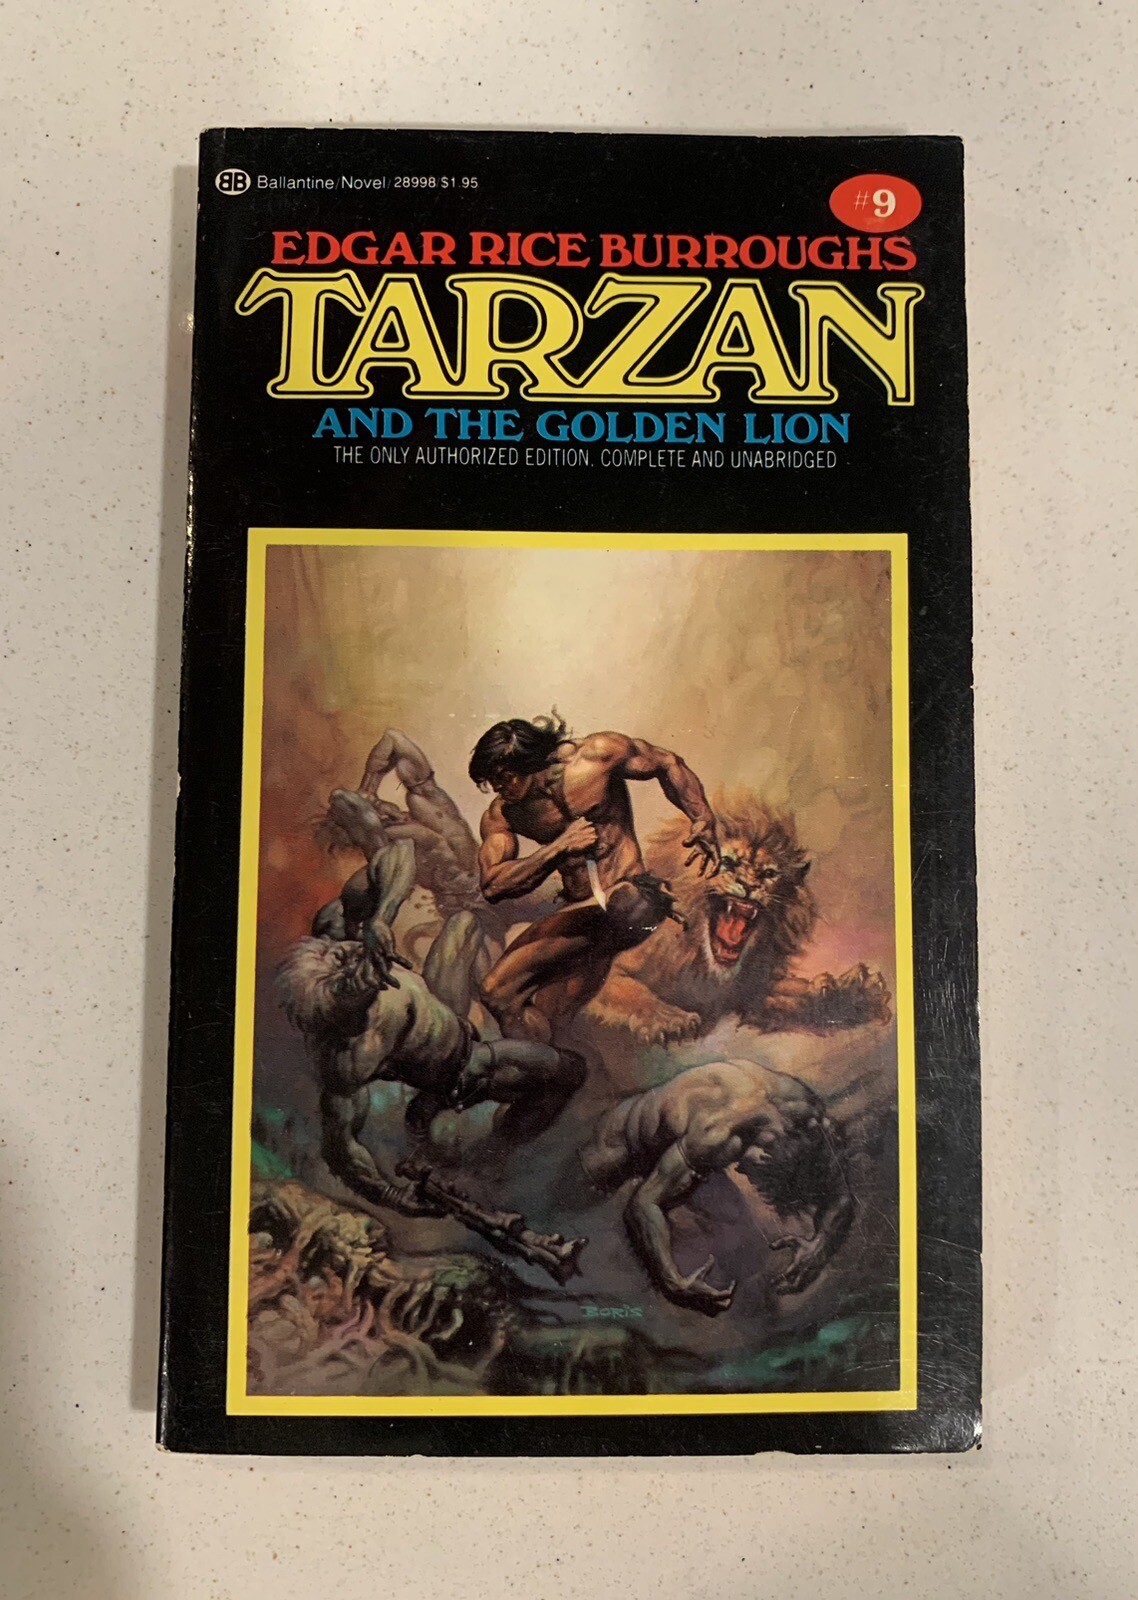 BB Ballantine/Novel/28998/$1.95
#9
EDGAR RICE BURROUGHS
TARZAN
AND THE GOLDEN LION
THE ONLY AUTHORIZED EDITION. COMPLETE AND UNABRIDGED
BORIS